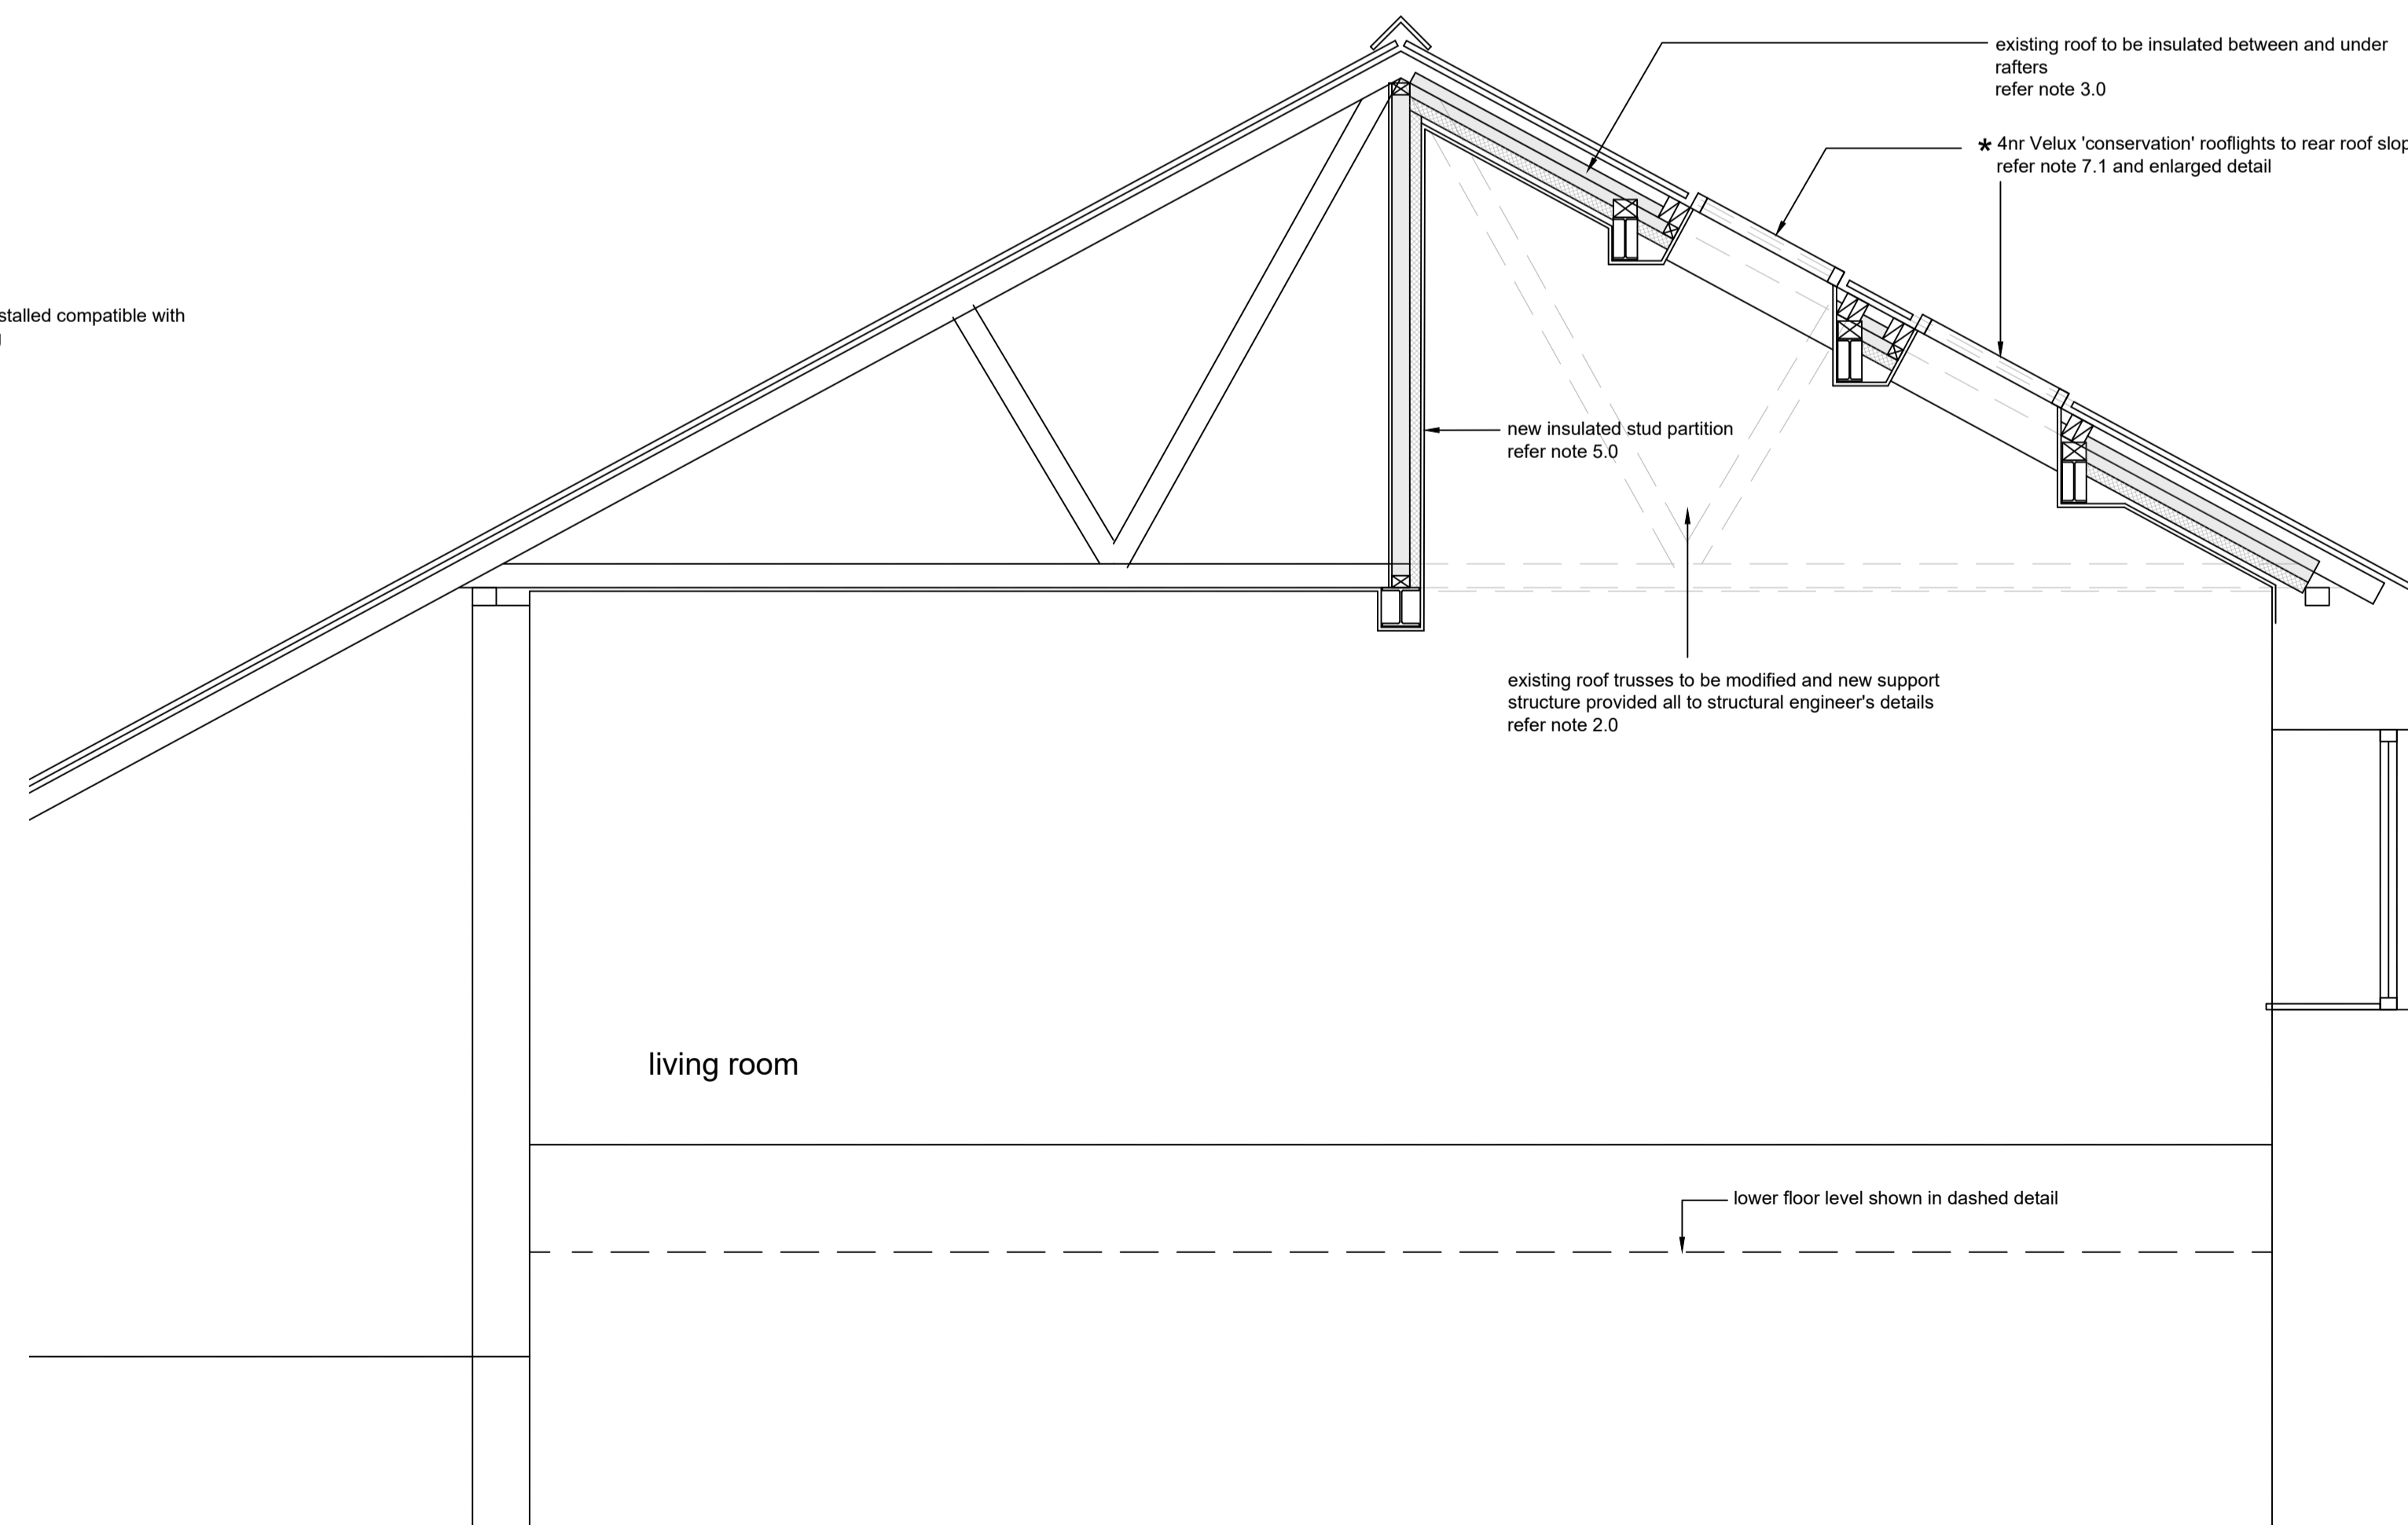 existing roof to be insulated between and under
rafters
refer note 3.0
* 4nr Velux 'conservation' rooflights to rear roof
refer note 7.1 and enlarged detail
compatible with
new insulated stud partition
refer note 5.0
existing roof trusses to be modified and new support
structure provided all to structural engineer's details
refer note 2.0
living room
lower floor level shown in dashed detail